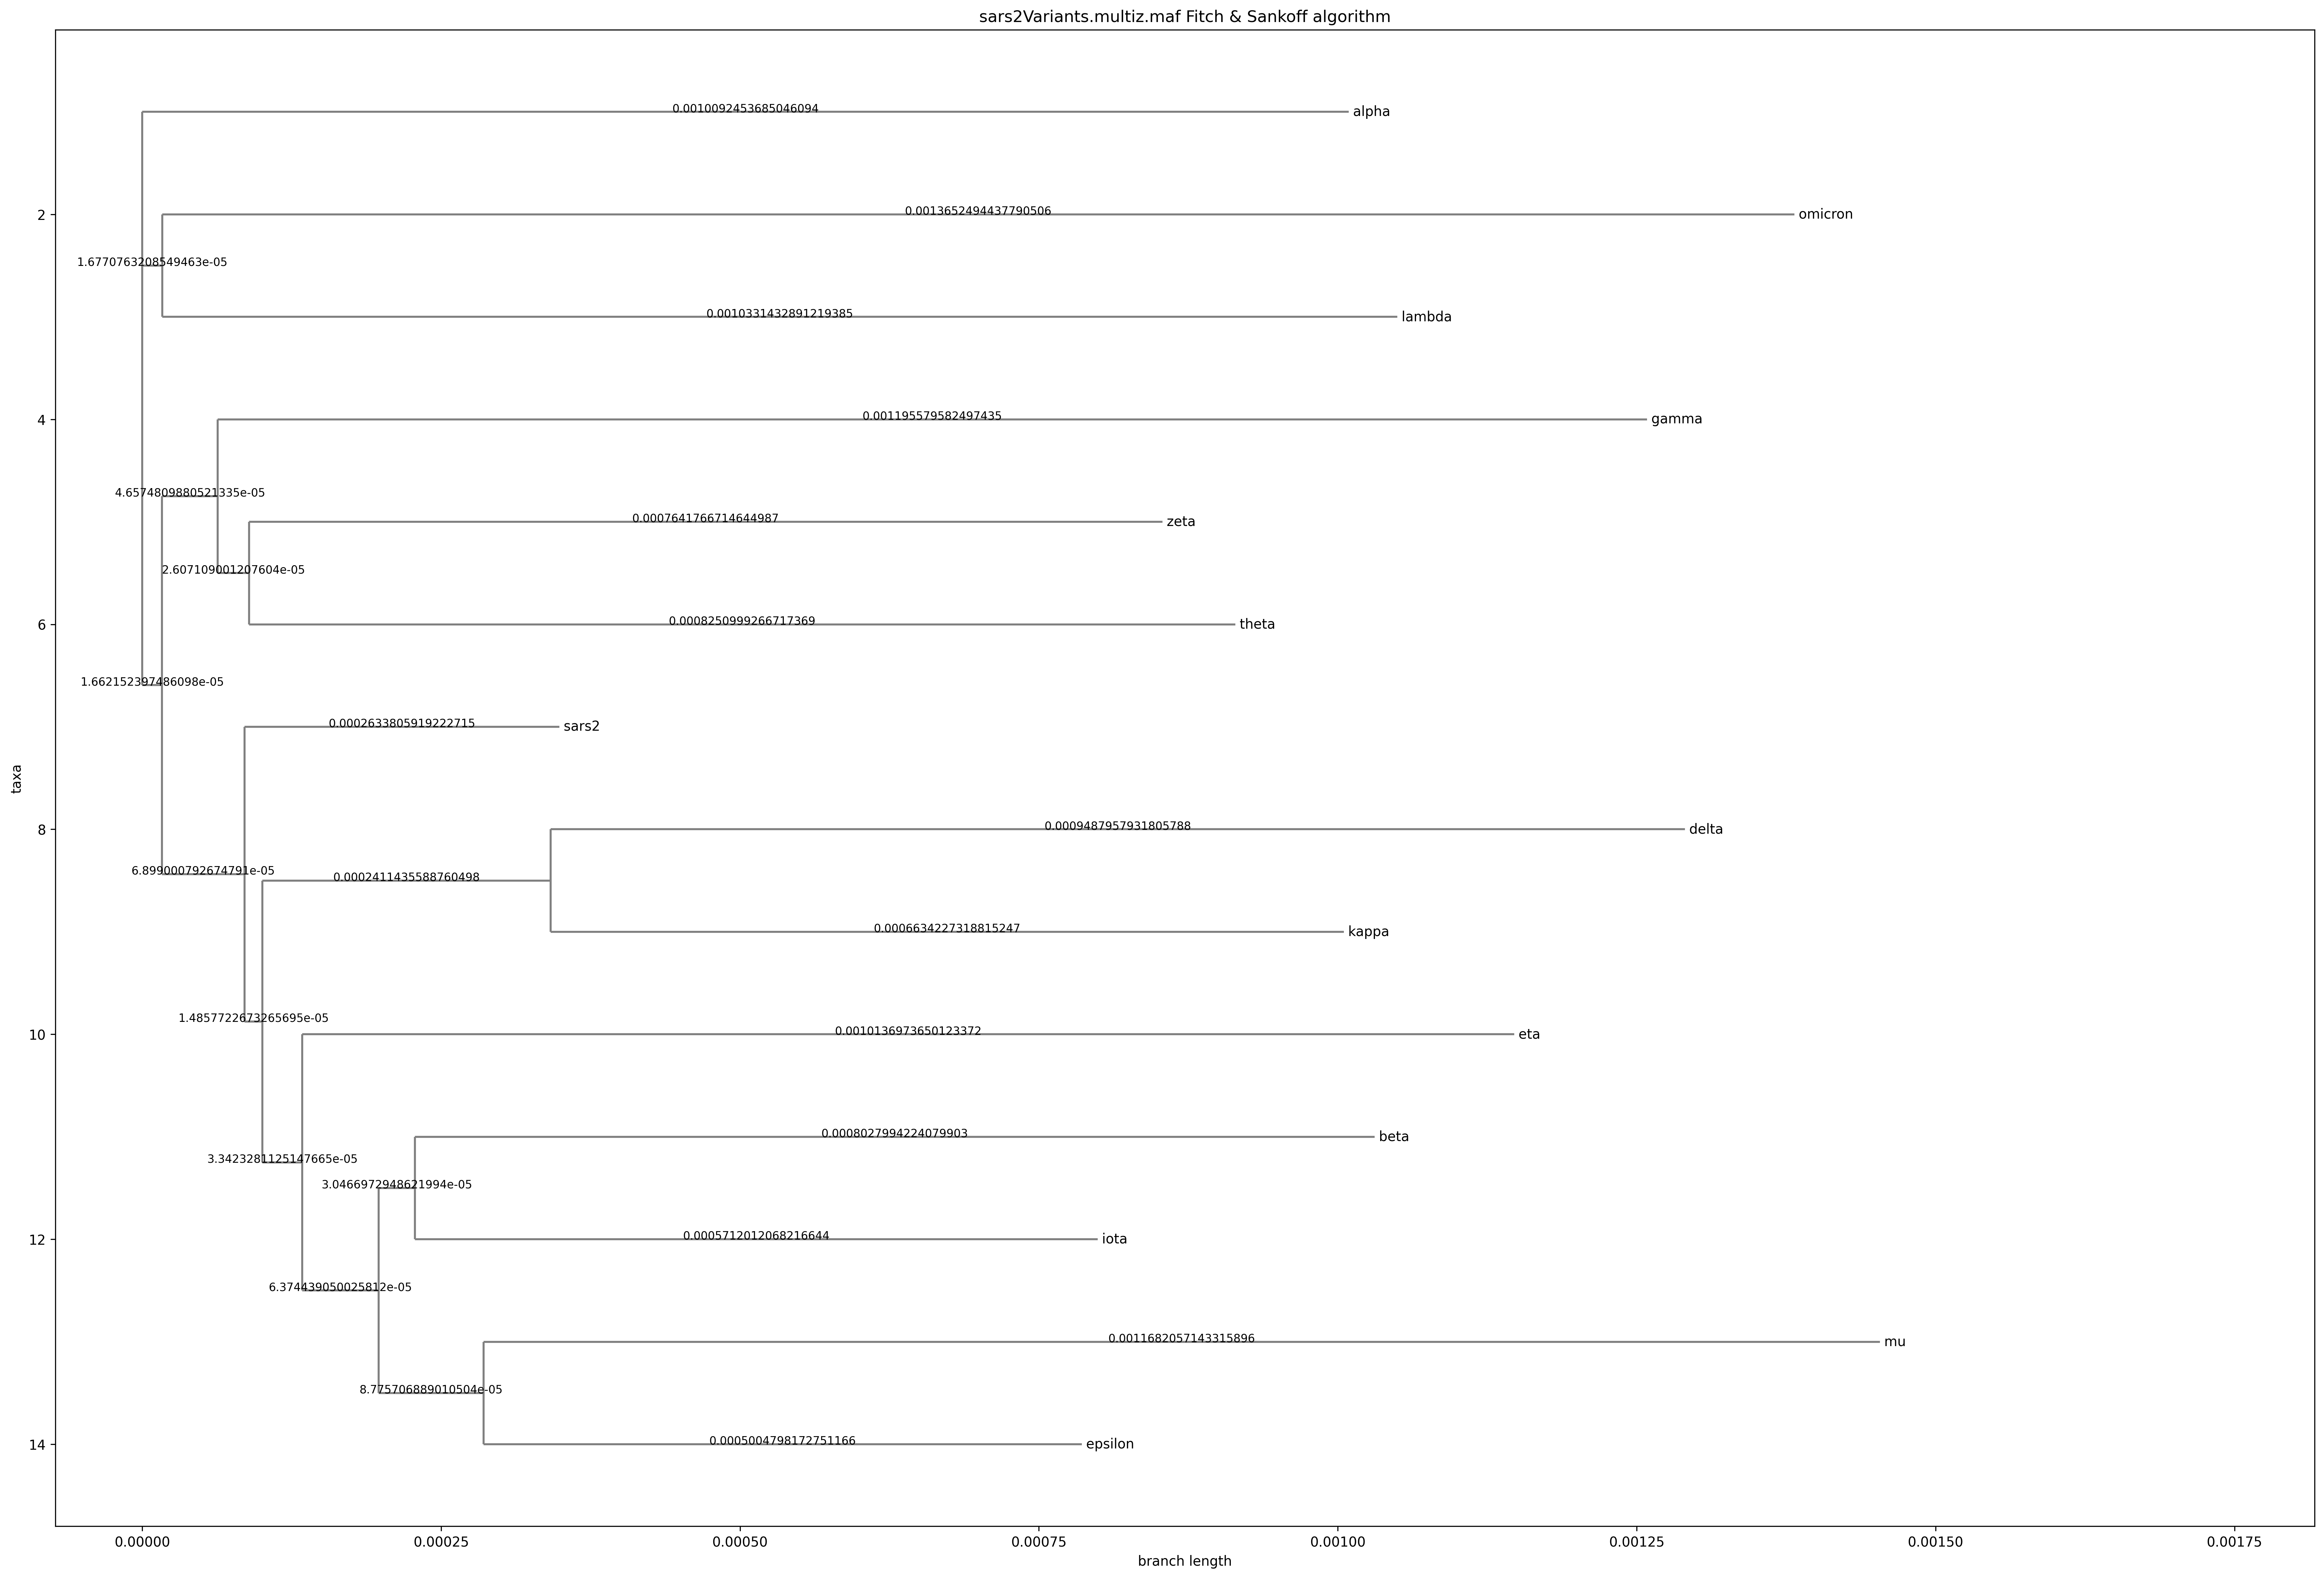 sars2Variants.multiz.maf Fitch & Sankoff algorithm
0.0010092453685046094
alpha
0.0013652494437790506
omicron
2
1.6770763208549463e-05
0.0010331432891219385
lambda
0.001195579582497435
gamma
4
4.6574809880521335e-05
0.0007641766714644987
zeta
2.607109001207604e-05
0.0008250999266717369
theta
6
1.662152397486098e-05
0.0002633805919222715
sars2
taxa
0.0009487957931805788
delta
8
6.899000792674791e-05
0.0002411435588760498
0.0006634227318815247
kappa
1.4857722673265695e-05
0.0010136973650123372
eta
10
0.0008027994224079903
beta
3.3423281125147665e-05
3.0466972948621994e-05
0.0005712012068216644
iota
12
6.374439050025812e-05
0.0011682057143315896
mu
8.775706889010504e-05
0.0005004798172751166
epsilon
14
0.00000 0.00025 0.00050 0.00075 0.00100 0.00125 0.00150 0.00175
branch length